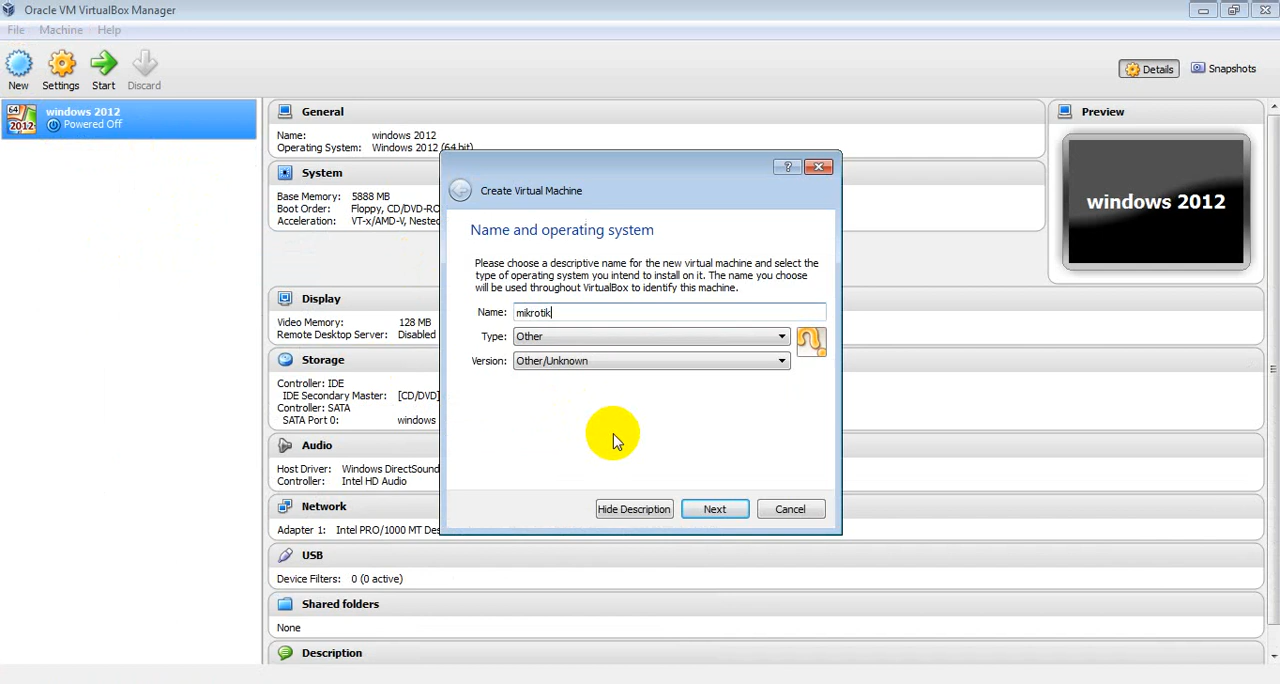 Oracle VM VirtualBox Manager
File Machine Help
New Settings Start Discard
Details Snapshots
windows 2012
Powered Off
64
2012
General
Name: windows 2012
Operating System: Windows 2012 (64 bit)
System
Base Memory: 5888 MB
Boot Order: Floppy, CD/DVD-RO
Acceleration: VT-x/AMD-V, Nested
Display
Video Memory: 128 MB
Remote Desktop Server: Disabled
Storage
Controller: IDE
IDE Secondary Master: [CD/DVD]
Controller: SATA
SATA Port 0: windows
Audio
Host Driver: Windows DirectSound
Controller: Intel HD Audio
Network
Adapter 1: Intel PRO/1000 MT De
USB
Device Filters: 0 (0 active)
Shared folders
None
Description
Preview
windows 2012
?
Create Virtual Machine
Name and operating system
Please choose a descriptive name for the new virtual machine and select the
type of operating system you intend to install on it. The name you choose
will be used throughout VirtualBox to identify this machine.
Name: mikrotik
Type: Other
Version: Other/Unknown
Hide Description Next Cancel